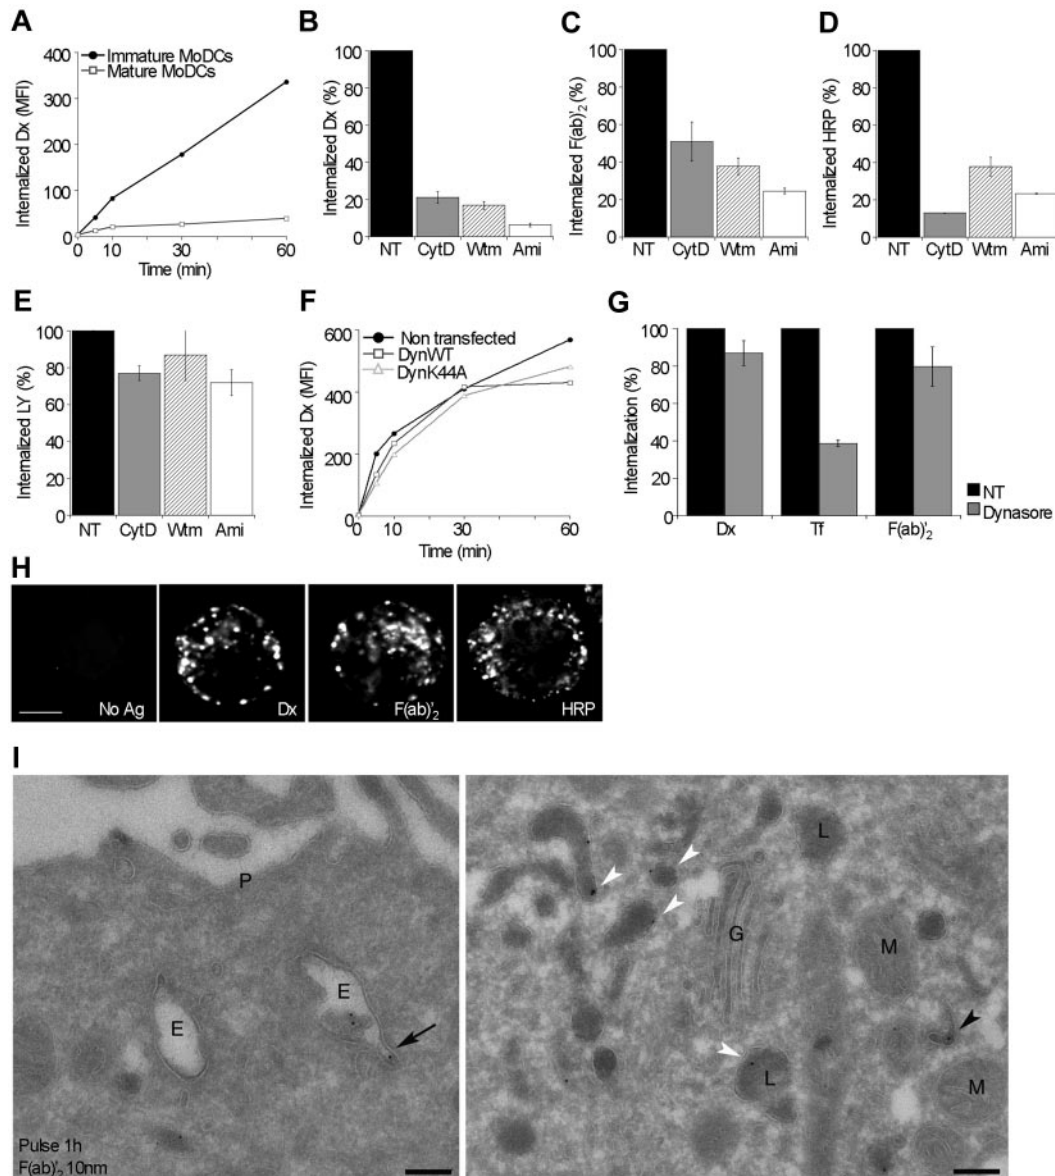 A
Internalized Dx (MFI)
400
300
200
100
0
Immature MoDCs
Mature MoDCs
0 10 30 60
Time (min)
B
Internalized Dx (%)
100
80
60
40
20
0
NT CytD Wtm Ami
C
Internalized F(ab)'2 (%)
100
80
60
40
20
0
NT CytD Wtm Ami
D
Internalized HRP (%)
100
80
60
40
20
0
NT CytD Wtm Ami
E
Internalized LY (%)
100
80
60
40
20
0
NT CytD Wtm Ami
F
Internalized Dx (MFI)
600
400
200
0
Non transfected
DynWT
DynK44A
0 10 30 60
Time (min)
G
Internalization (%)
100
80
60
40
20
0
Dx Tf F(ab)'2
NT
Dynasore
H
No Ag
Dx
F(ab)'2
HRP
I
P
E
E
Pulse 1h
F(ab)'2 10nm
L
G
M
L
M